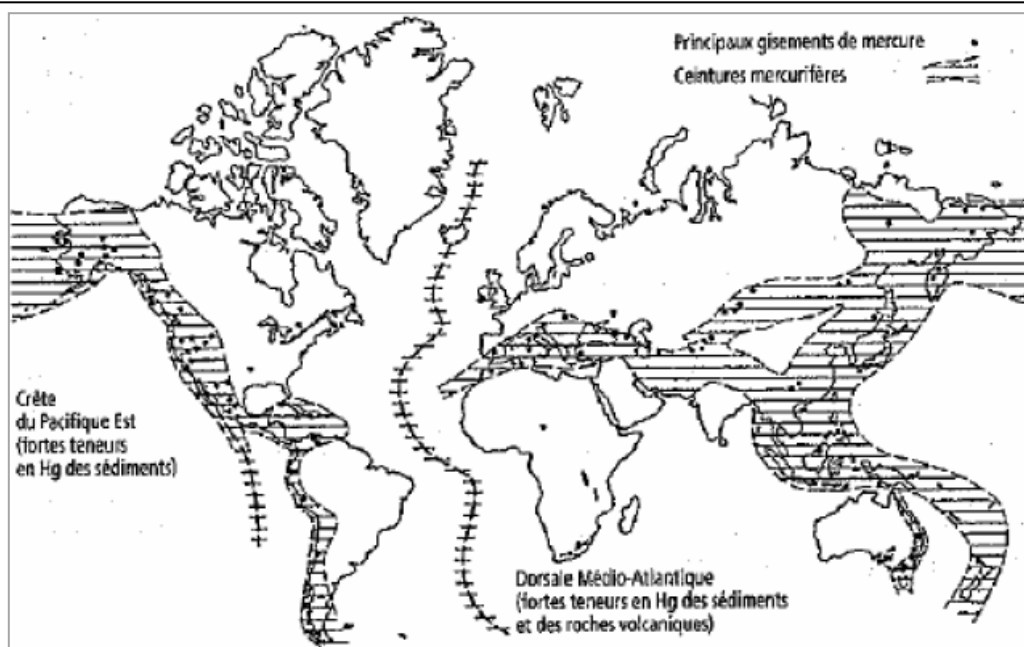 Principaux gisements de mercure
Ceintures mercurifères
Crête
du Pacifique Est
(fortes teneurs
en Hg des sédiments)
Dorsale Médio-Atlantique
(fortes teneurs en Hg des sédiments
et des roches volcaniques)